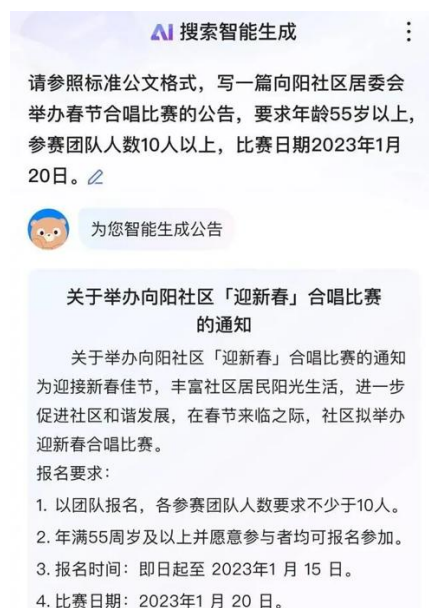 AI 搜索智能生成
请参照标准公文格式，写一篇向阳社区居委会
举办春节合唱比赛的公告，要求年龄55岁以上，
参赛团队人数10人以上，比赛日期2023年1月
20日。
为您智能生成公告
关于举办向阳社区「迎新春」合唱比赛
的通知
关于举办向阳社区「迎新春」合唱比赛的通知
为迎接新春佳节，丰富社区居民阳光生活，进一步
促进社区和谐发展，在春节来临之际，社区拟举办
迎新春合唱比赛。
报名要求：
1. 以团队报名，各参赛团队人数要求不少于10人。
2. 年满55周岁及以上并愿意参与者均可报名参加。
3. 报名时间：即日起至 2023年1 月 15 日。
4. 比赛日期：2023年1 月 20 日。